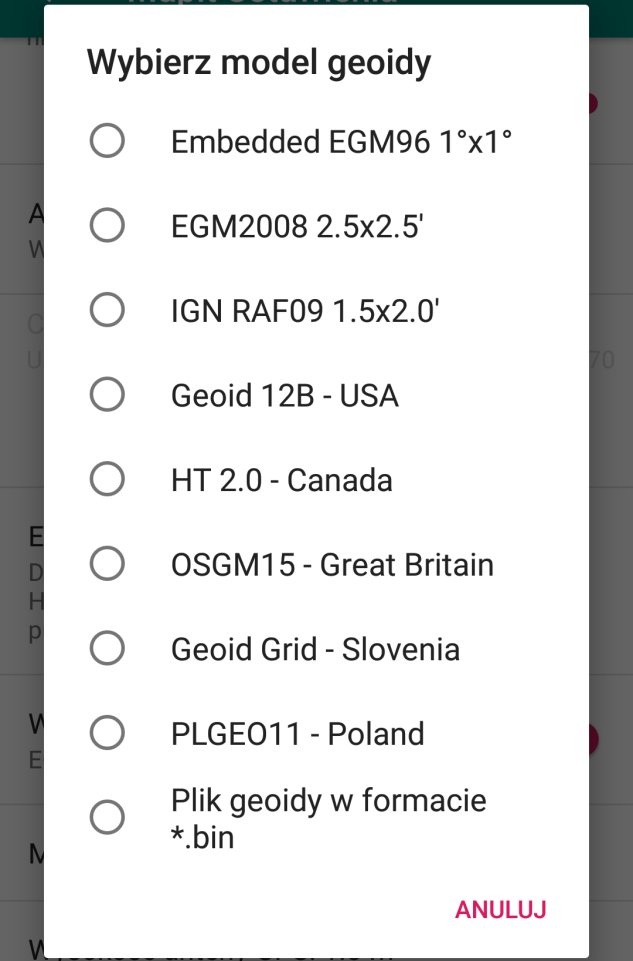 Wybierz model geoidy
Embedded EGM96 1°x1°
EGM2008 2.5x2.5'
IGN RAF09 1.5x2.0'
Geoid 12B - USA
HT 2.0 - Canada
OSGM15 - Great Britain
Geoid Grid - Slovenia
PLGEO11 - Poland
Plik geoidy w formacie
*.bin
ANULUJ